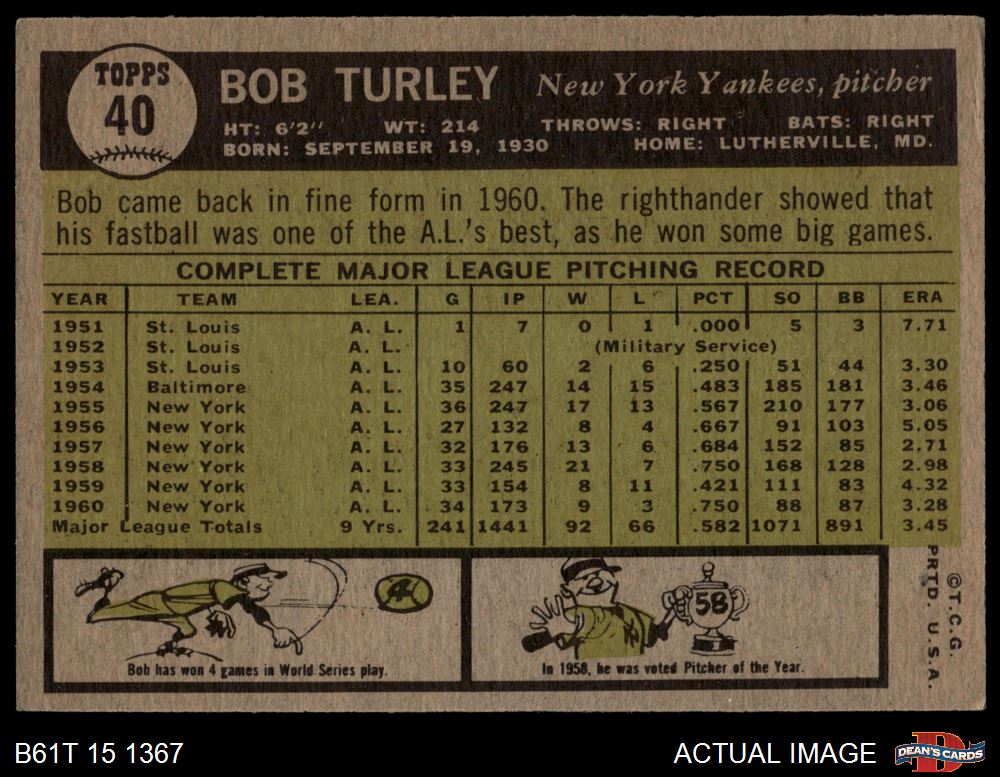 TOPPS
40
BOB TURLEY New York Yankees, pitcher
HT: 6'2" WT: 214 THROWS: RIGHT BATS: RIGHT
BORN: SEPTEMBER 19, 1930 HOME: LUTHERVILLE, MD.
Bob came back in fine form in 1960. The righthander showed that
his fastball was one of the A.L.'s best, as he won some big games.
COMPLETE MAJOR LEAGUE PITCHING RECORD
YEAR TEAM LEA. G IP W L PCT SO BB ERA
1951 St. Louis A. L. 1 7 0 1 .000 5 3 7.71
1952 St. Louis A. L. (Military Service)
1953 St. Louis A. L. 10 60 2 6 .250 51 44 3.30
1954 Baltimore A. L. 35 247 14 15 .483 185 181 3.46
1955 New York A. L. 36 247 17 13 .567 210 177 3.06
1956 New York A. L. 27 132 8 4 .667 91 103 5.05
1957 New York A. L. 32 176 13 6 .684 152 85 2.71
1958 New York A. L. 33 245 21 7 .750 168 128 2.98
1959 New York A. L. 33 154 8 11 .421 111 83 4.32
1960 New York A. L. 34 173 9 3 .750 88 87 3.28
Major League Totals 9 Yrs. 241 1441 92 66 .582 1071 891 3.45
AL
Bob has won 4 games in World Series play.
NY
58
In 1958, he was voted Pitcher of the Year.
©T.C.G.
PRTD. U.S.A.
B61T 15 1367 ACTUAL IMAGE
D
DEAN'S CARDS